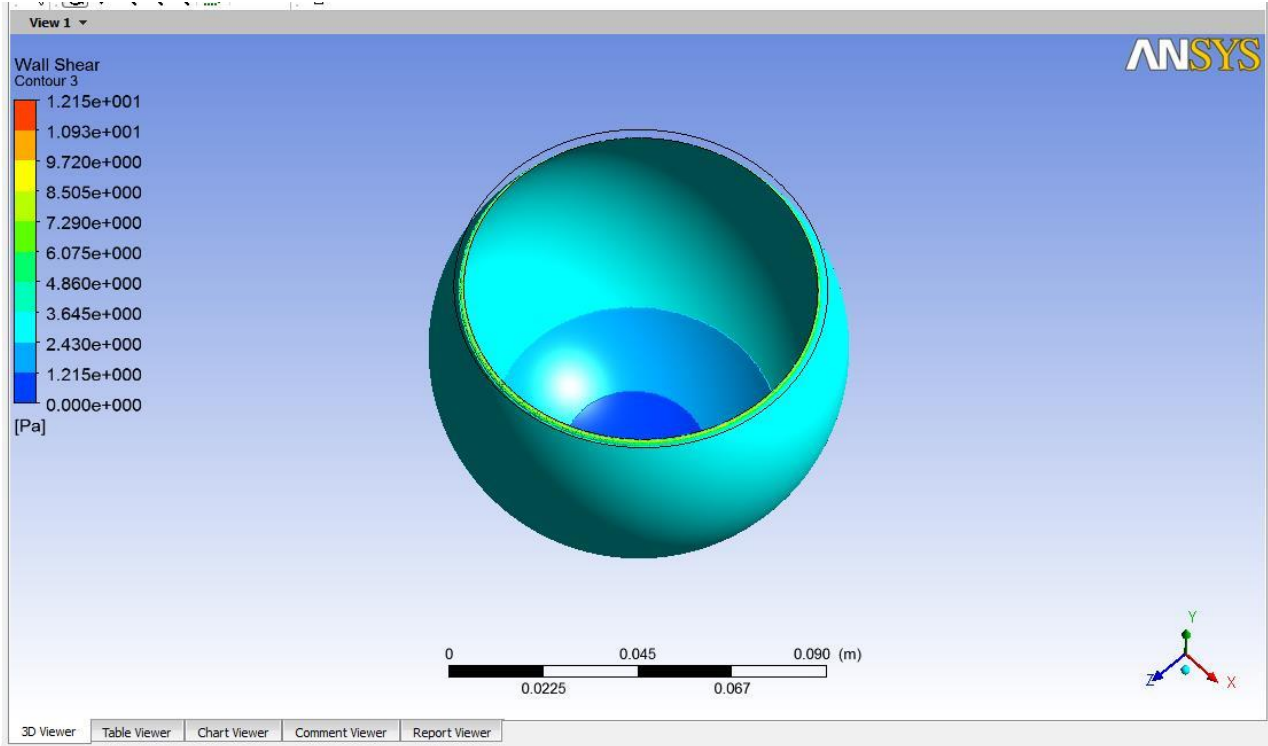 View 1
ANSYS
Wall Shear
Contour 3
1.215e+001
1.093e+001
9.720e+000
8.505e+000
7.290e+000
6.075e+000
4.860e+000
3.645e+000
2.430e+000
1.215e+000
0.000e+000
[Pa]
0 0.045 0.090 (m)
0.0225 0.067
Y
Z X
3D Viewer Table Viewer Chart Viewer Comment Viewer Report Viewer